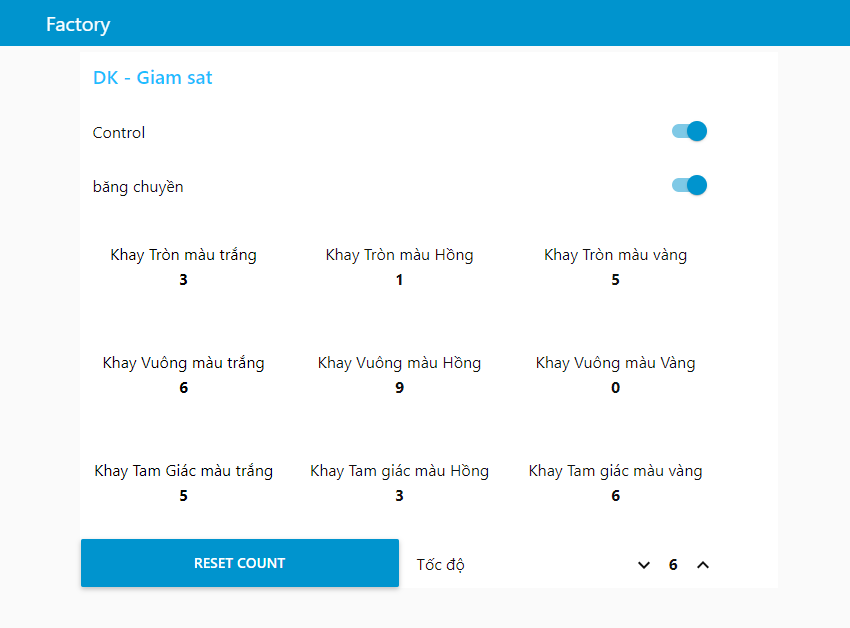 Factory
DK - Giam sat
Control
băng chuyền
Khay Tròn màu trắng
3
Khay Tròn màu Hồng
1
Khay Tròn màu vàng
5
Khay Vuông màu trắng
6
Khay Vuông màu Hồng
9
Khay Vuông màu Vàng
0
Khay Tam Giác màu trắng
5
Khay Tam giác màu Hồng
3
Khay Tam giác màu vàng
6
RESET COUNT
Tốc độ
6